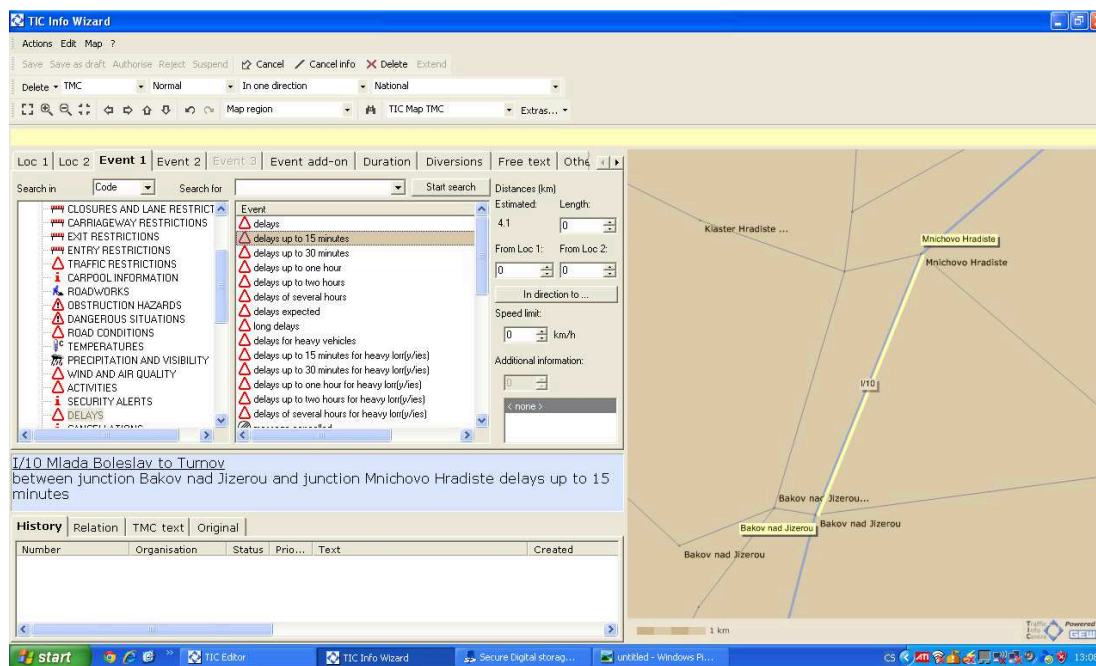 TIC Info Wizard
Actions Edit Map ?
Save Save as draft Authorise Reject Suspend Cancel Cancel info Delete Extend
Delete TMC Normal In one direction National
Map region TIC Map TMC Extras...
Loc 1 Loc 2 Event 1 Event 2 Event 3 Event add-on Duration Diversions Free text Othe
Search in Code Search for Start search
CLOSURES AND LANE RESTRICT
CARRIAGEWAY RESTRICTIONS
EXIT RESTRICTIONS
ENTRY RESTRICTIONS
TRAFFIC RESTRICTIONS
CARPOOL INFORMATION
ROADWORKS
OBSTRUCTION HAZARDS
DANGEROUS SITUATIONS
ROAD CONDITIONS
TEMPERATURES
PRECIPITATION AND VISIBILITY
WIND AND AIR QUALITY
ACTIVITIES
SECURITY ALERTS
DELAYS
CANCELLATIONS
Event
delays
delays up to 15 minutes
delays up to 30 minutes
delays up to one hour
delays up to two hours
delays of several hours
delays expected
long delays
delays for heavy vehicles
delays up to 15 minutes for heavy lorr(y/ies)
delays up to 30 minutes for heavy lorr(y/ies)
delays up to one hour for heavy lorr(y/ies)
delays up to two hours for heavy lorr(y/ies)
delays of several hours for heavy lorr(y/ies)
message cancelled
Distances (km)
Estimated: Length:
4.1 0
From Loc 1: From Loc 2:
0 0
In direction to ...
Speed limit:
0 km/h
Additional information:
0
< none >
I/10 Mlada Boleslav to Turnov
between junction Bakov nad Jizerou and junction Mnichovo Hradiste delays up to 15
minutes
History Relation TMC text Original
Number Organisation Status Prio... Text Created
Klaster Hradiste ...
Mnichovo Hradiste
Mnichovo Hradiste
I/10
Bakov nad Jizerou...
Bakov nad Jizerou
Bakov nad Jizerou
Bakov nad Jizerou
1 km
Traffic
Info
Centre
Powered
GEWI
start TIC Editor TIC Info Wizard Secure Digital storag... untitled - Windows Pi... CS ATI 13:08